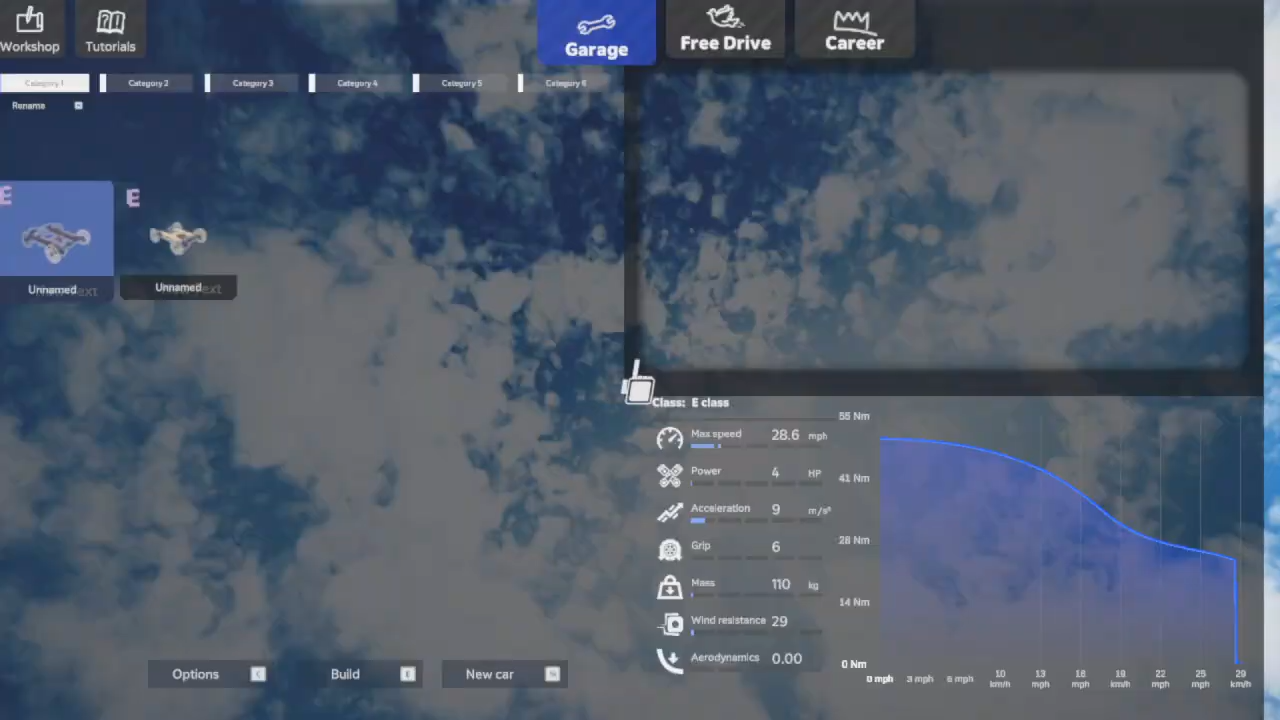 Workshop
Tutorials
Garage
Free Drive
Career
Category 1
Category 2
Category 3
Category 4
Category 5
Category 6
Rename
E
E
Unnamed
Unnamed
Class: E class
Max speed 28.6 mph
Power 4 HP
Acceleration 9 m/s²
Grip 6
Mass 110 kg
Wind resistance 29
Aerodynamics 0.00
55 Nm
41 Nm
28 Nm
14 Nm
0 Nm
0 mph
3 mph
6 mph
10 km/h
13 mph
16 mph
19 km/h
22 mph
25 mph
29 km/h
Options
Build
New car